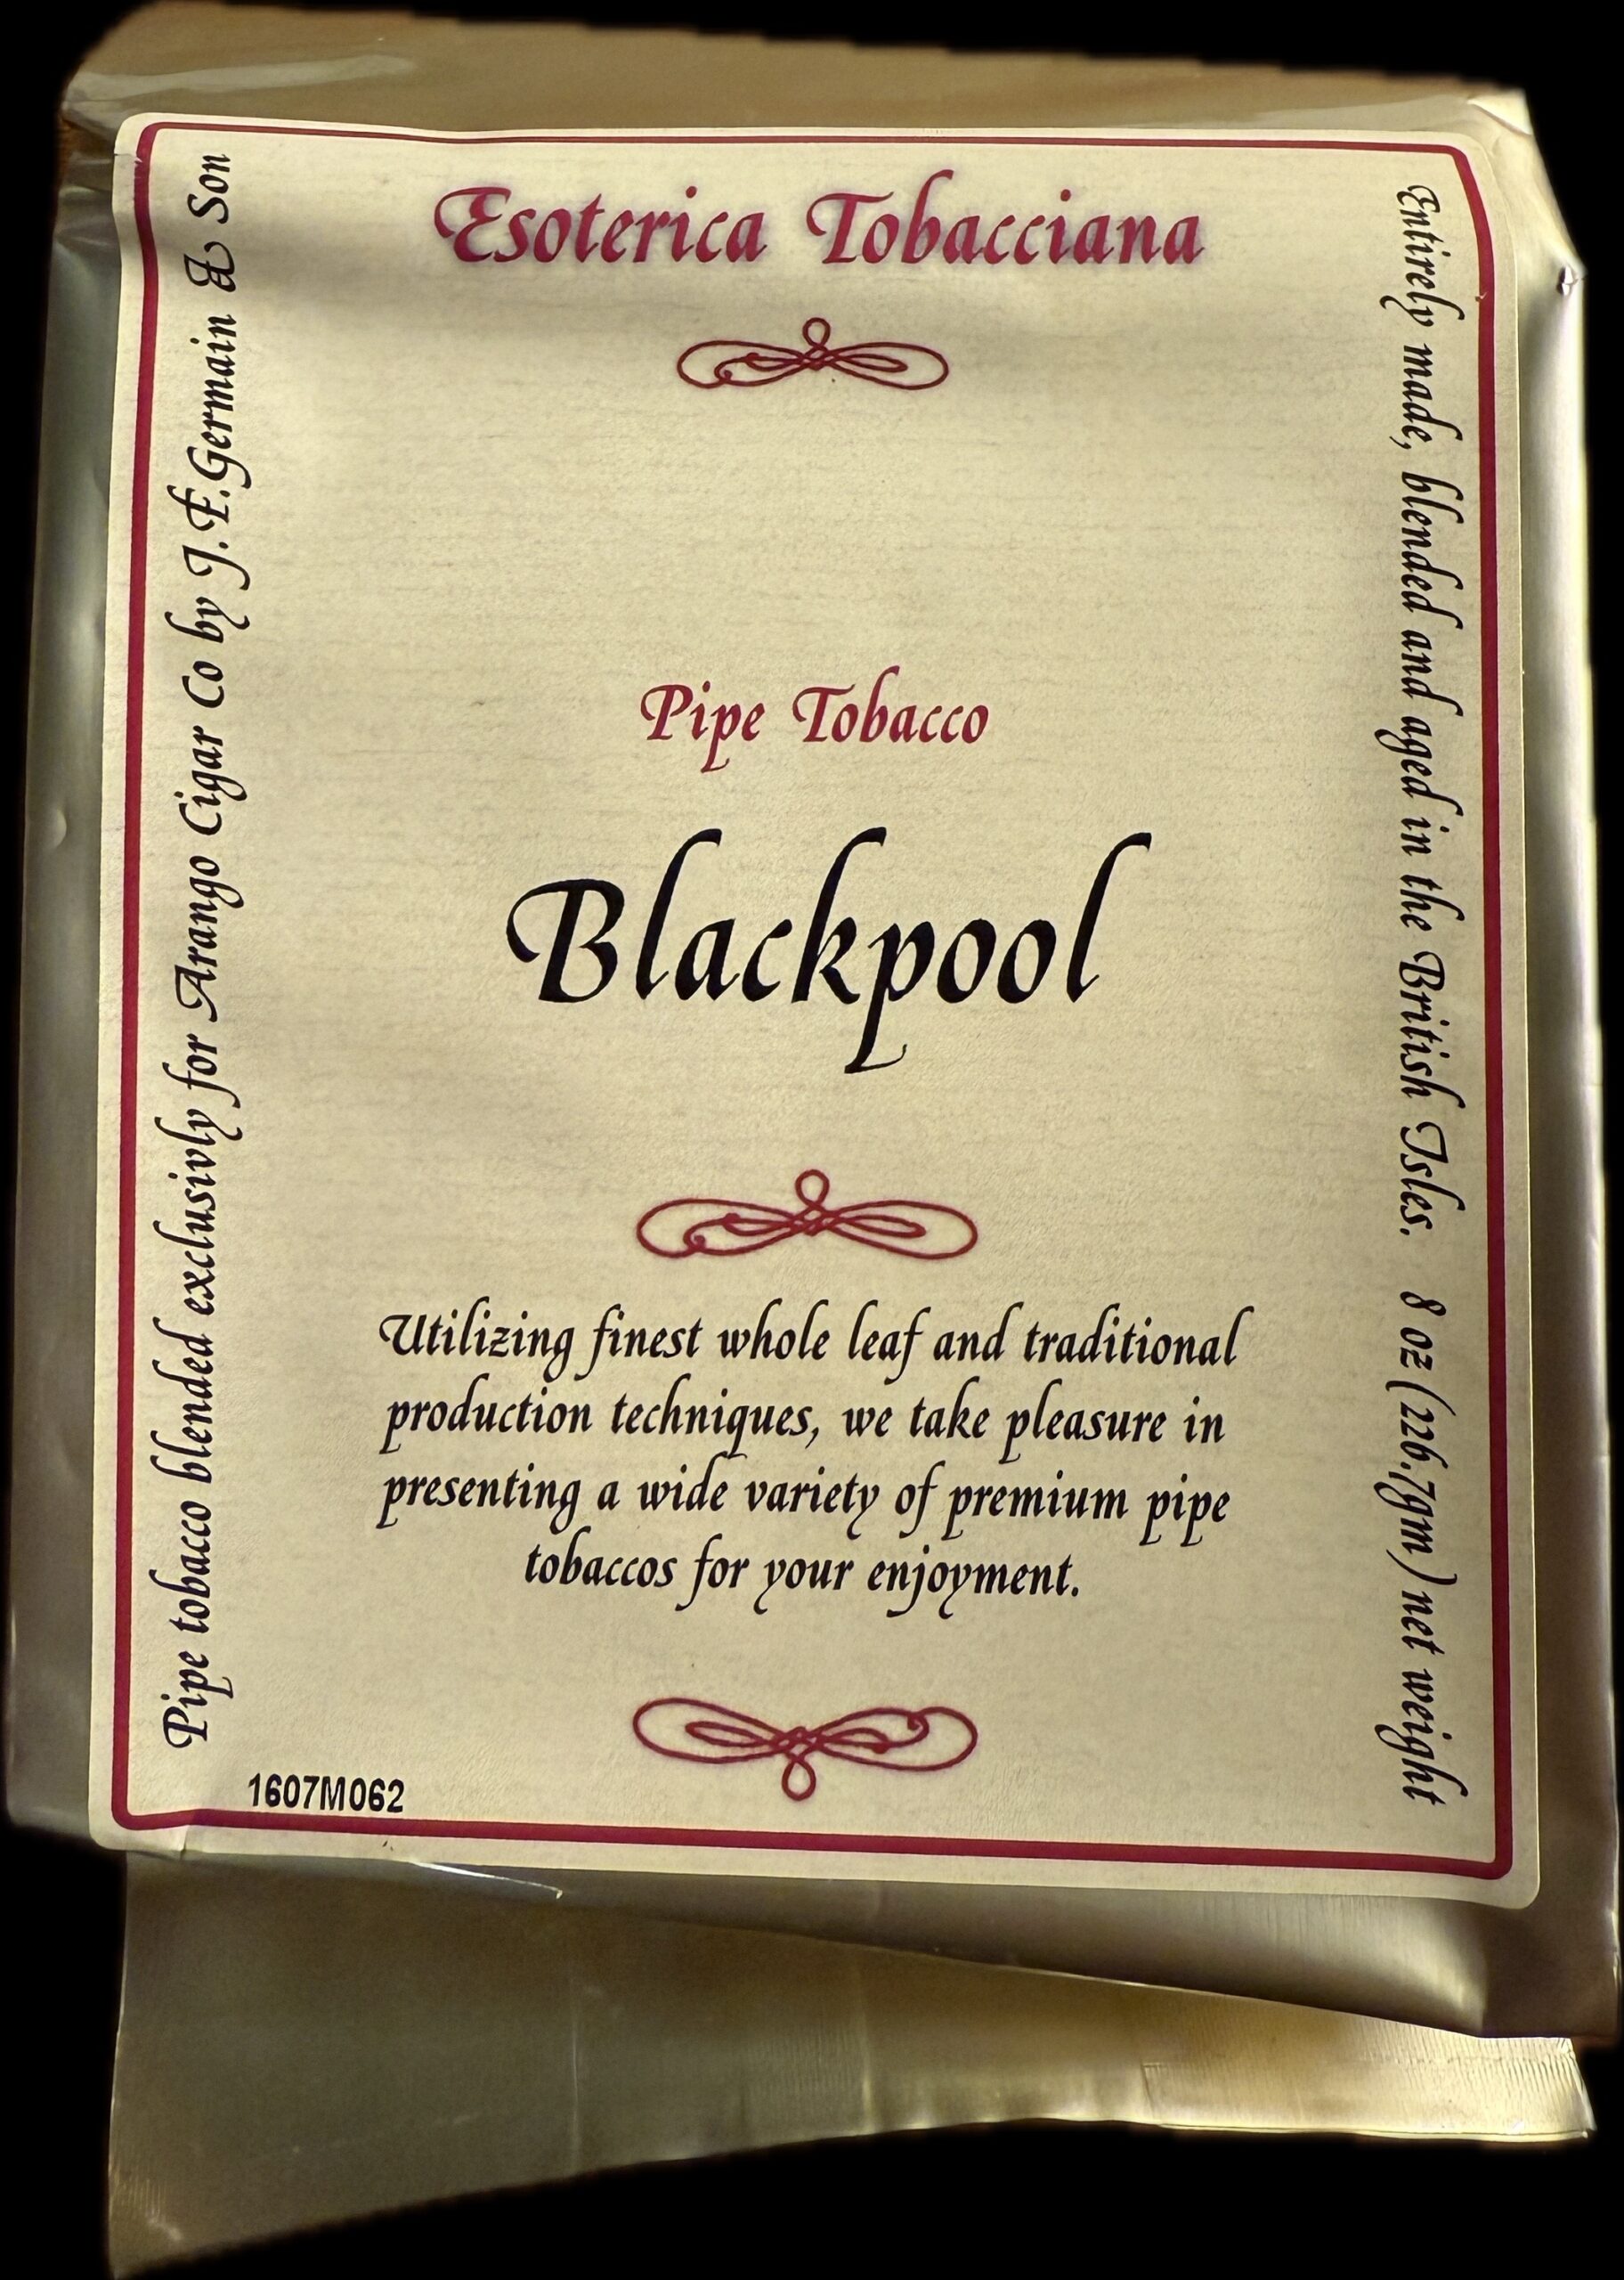 Esoterica Tobacciana
Pipe Tobacco
Blackpool
Utilizing finest whole leaf and traditional
production techniques, we take pleasure in
presenting a wide variety of premium pipe
tobaccos for your enjoyment.
Pipe tobacco blended exclusivly for Arango Cigar Co by J.F.Germain & Son
Entirely made, blended and aged in the British Isles. 8 oz (226.7gm) net weight
1607M062